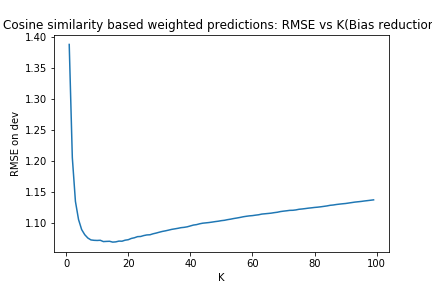 Cosine similarity based weighted predictions: RMSE vs K(Bias reduction
1.40
1.35
1.30
1.25
1.20
1.15
1.10
RMSE on dev
0 20 40 60 80 100
K